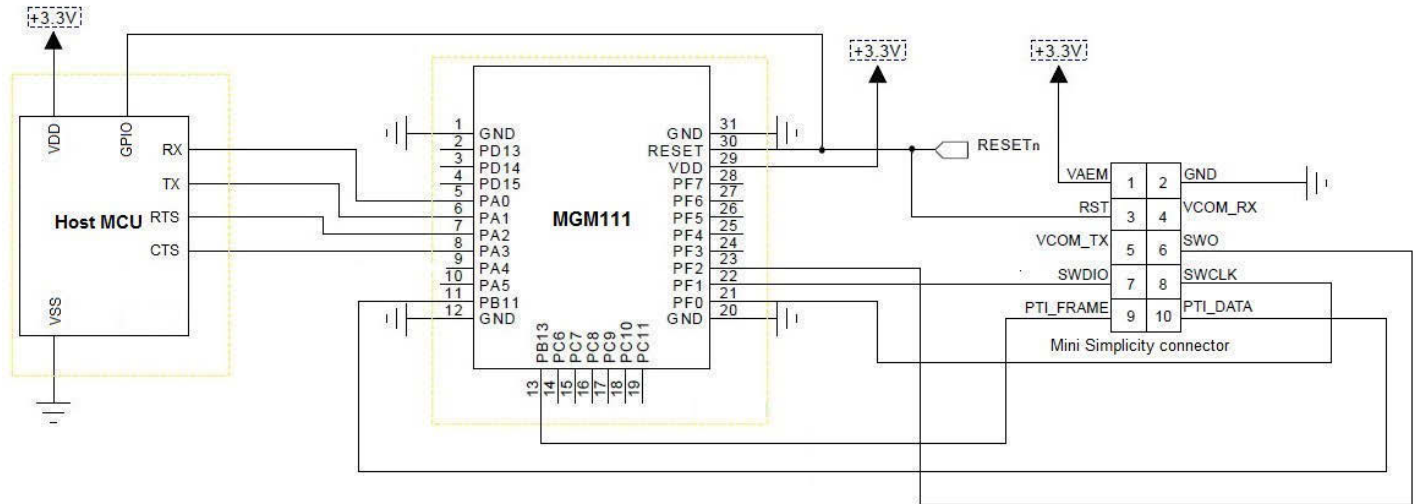 +3.3V
+3.3V
+3.3V
VDD
GPIO
RX
TX
RTS
CTS
Host MCU
VSS
1 GND
2 PD13
3 PD14
4 PD15
5 PA0
6 PA1
7 PA2
8 PA3
9 PA4
10 PA5
11 PB11
12 GND
MGM111
31 GND
30 RESET
29 VDD
28 PF7
27 PF6
26 PF5
25 PF4
24 PF3
23 PF2
22 PF1
21 PF0
20 GND
13 PB13
14 PC6
15 PC7
16 PC8
17 PC9
18 PC10
19 PC11
RESETn
VAEM 1 2 GND
RST 3 4 VCOM_RX
VCOM_TX 5 6 SWO
SWDIO 7 8 SWCLK
PTI_FRAME 9 10 PTI_DATA
Mini Simplicity connector